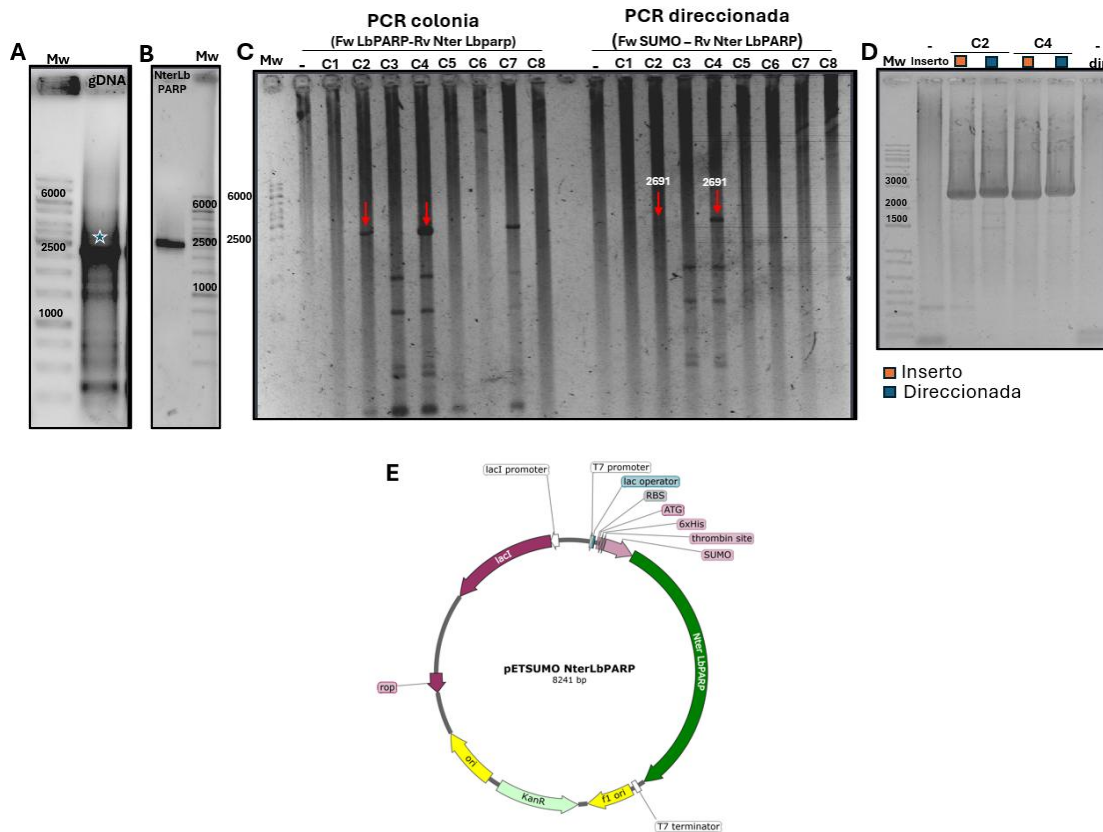 A
Mw
gDNA
6000
2500
1000
B
Mw
NterLb
PARP
6000
2500
1000
C
PCR colonia
(Fw LbPARP-Rv Nter Lbparp)
PCR direccionada
(Fw SUMO – Rv Nter LbPARP)
Mw
- C1 C2 C3 C4 C5 C6 C7 C8
- C1 C2 C3 C4 C5 C6 C7 C8
6000
2500
2691
2691
D
C2
C4
-
-
Mw
Inserto
dir
3000
2000
1500
Inserto
Direccionada
E
lacI promoter
T7 promoter
lac operator
RBS
ATG
6xHis
thrombin site
SUMO
lacI
Nter LbPARP
pETSUMO NterLbPARP
8241 bp
rop
ori
KanR
f1 ori
T7 terminator